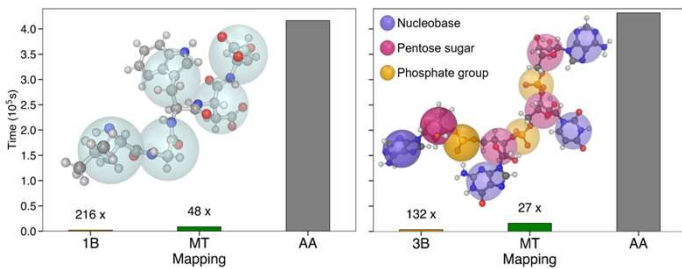 Time (10⁵s)
4.0
3.5
3.0
2.5
2.0
1.5
1.0
0.5
0.0
216 x
48 x
1B
MT
AA
Mapping
Nucleobase
Pentose sugar
Phosphate group
132 x
27 x
3B
MT
AA
Mapping